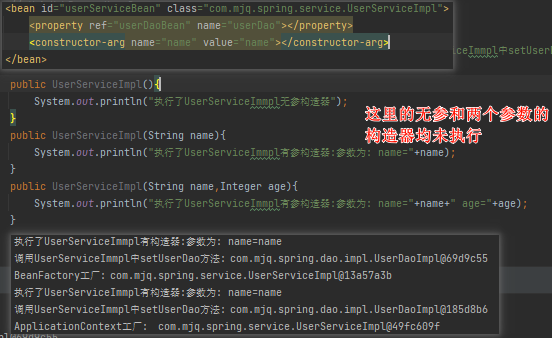 <bean id="userServiceBean" class="com.mjq.spring.service.UserServiceImpl">
<property ref="userDaoBean" name="userDao"></property>
<constructor-arg name="name" value="name"></constructor-arg>
</bean>
中setUserD
public UserServiceImpl(){
System.out.println("执行了UserServiceImmpl无参构造器");
}
public UserServiceImpl(String name){
System.out.println("执行了UserServiceImmpl有参构造器:参数为: name="+name);
}
public UserServiceImpl(String name,Integer age){
System.out.println("执行了UserServiceImmpl有参构造器:参数为: name="+name+" age="+age);
}
这里的无参和两个参数的
构造器均未执行
执行了UserServiceImmpl有构造器:参数为: name=name
调用UserServiceImmpl中setUserDao方法: com.mjq.spring.dao.impl.UserDaoImpl@69d9c55
BeanFactory工厂: com.mjq.spring.service.UserServiceImpl@13a57a3b
执行了UserServiceImmpl有构造器:参数为: name=name
调用UserServiceImmpl中setUserDao方法: com.mjq.spring.dao.impl.UserDaoImpl@185d8b6
ApplicationContext工厂: com.mjq.spring.service.UserServiceImpl@49fc609f